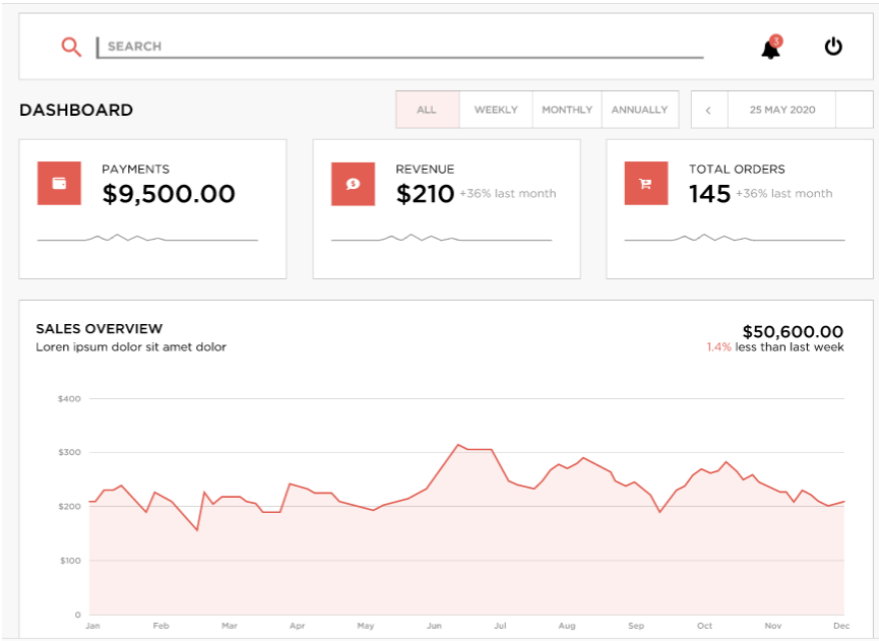 SEARCH
3
DASHBOARD
ALL
WEEKLY
MONTHLY
ANNUALLY
<
25 MAY 2020
PAYMENTS
$9,500.00
REVENUE
$210 +36% last month
TOTAL ORDERS
145 +36% last month
SALES OVERVIEW
Loren ipsum dolor sit amet dolor
$50,600.00
1.4% less than last week
$400
$300
$200
$100
0
Jan Feb Mar Apr May Jun Jul Aug Sep Oct Nov Dec